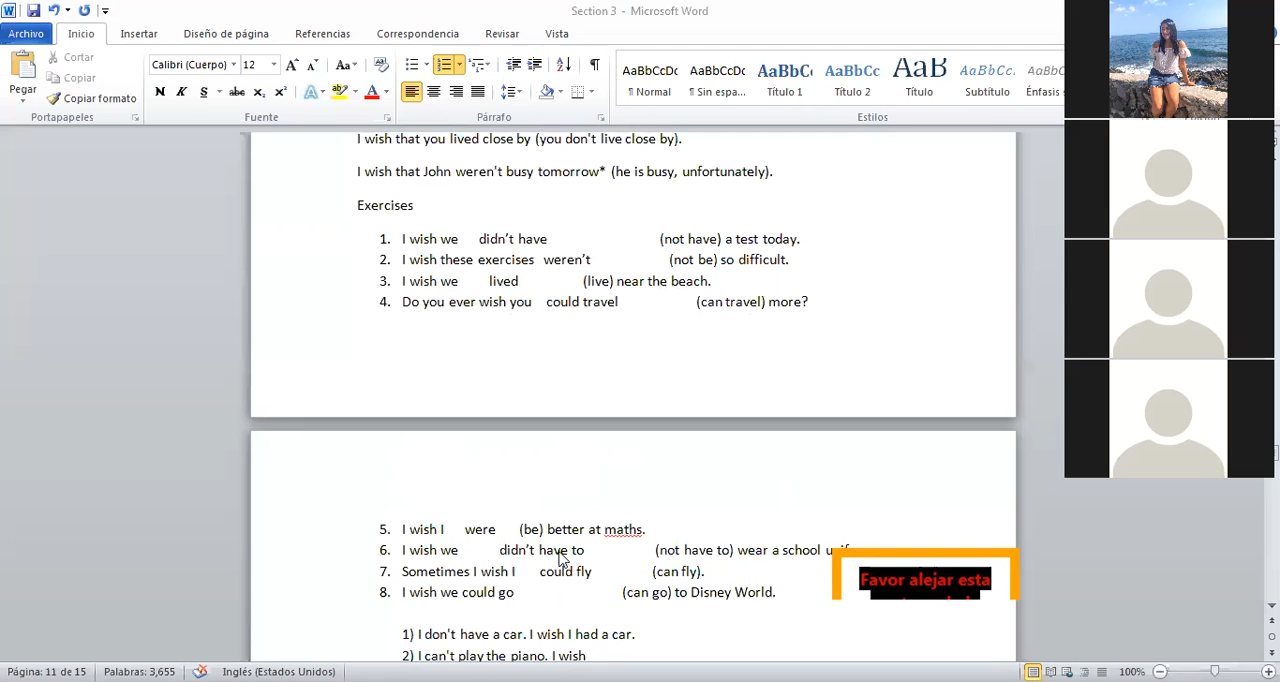 Section 3 - Microsoft Word
Archivo Inicio Insertar Diseño de página Referencias Correspondencia Revisar Vista
Cortar
Copiar
Copiar formato
Pegar
Portapapeles
Calibri (Cuerpo) 12
Fuente
Párrafo
AaBbCcDc AaBbCcDc AaBbC AaBbCc AaB AaBbCc AaBbCc
¶ Normal ¶ Sin espa... Título 1 Título 2 Título Subtítulo Énfasis
Estilos
I wish that you lived close by (you don't live close by).
I wish that John weren't busy tomorrow* (he is busy, unfortunately).
Exercises
1. I wish we didn’t have (not have) a test today.
2. I wish these exercises weren’t (not be) so difficult.
3. I wish we lived (live) near the beach.
4. Do you ever wish you could travel (can travel) more?
5. I wish I were (be) better at maths.
6. I wish we didn’t have to (not have to) wear a school
7. Sometimes I wish I could fly (can fly).
8. I wish we could go (can go) to Disney World.
Favor alejar esta
1) I don't have a car. I wish I had a car.
2) I can't play the piano. I wish
Página: 11 de 15 Palabras: 3,655 Inglés (Estados Unidos) 100%